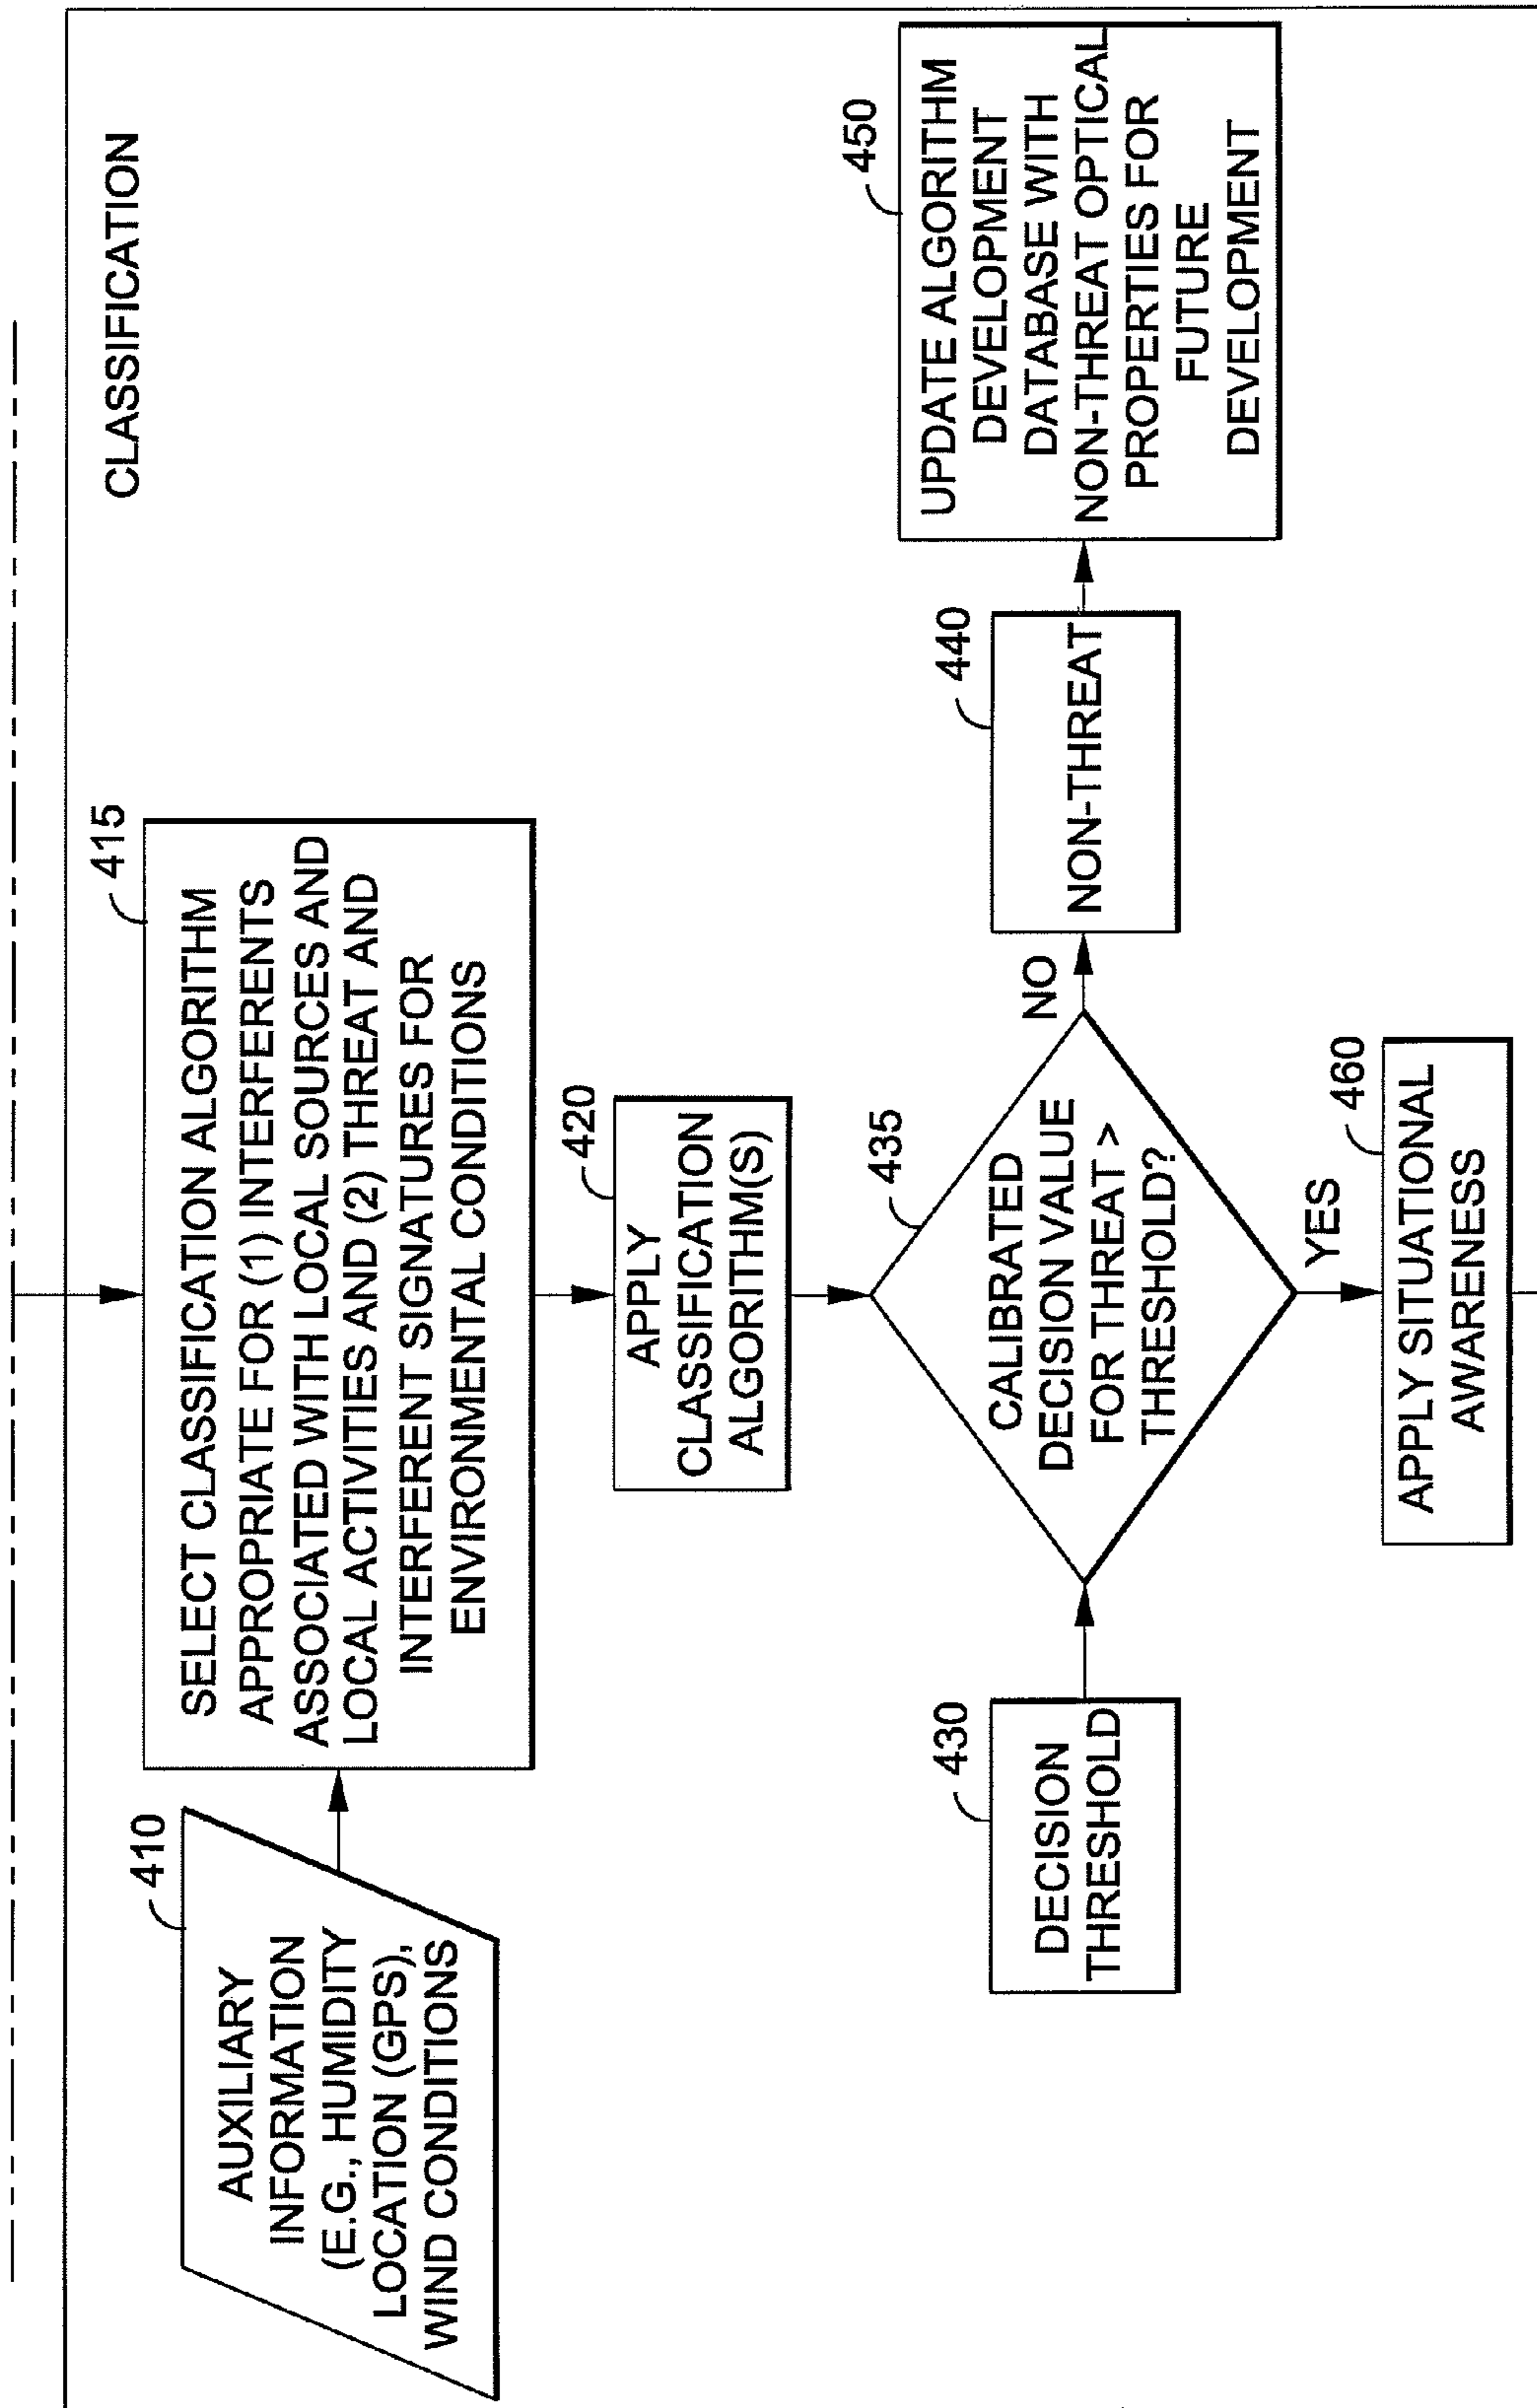 CLASSIFICATION
410
AUXILIARY
INFORMATION
(E.G., HUMIDITY
LOCATION (GPS),
WIND CONDITIONS
415
SELECT CLASSIFICATION ALGORITHM
APPROPRIATE FOR (1) INTERFERENTS
ASSOCIATED WITH LOCAL SOURCES AND
LOCAL ACTIVITIES AND (2) THREAT AND
INTERFERENT SIGNATURES FOR
ENVIRONMENTAL CONDITIONS
420
APPLY
CLASSIFICATION
ALGORITHM(S)
430
DECISION
THRESHOLD
435
CALIBRATED
DECISION VALUE
FOR THREAT >
THRESHOLD?
NO
440
NON-THREAT
450
UPDATE ALGORITHM
DEVELOPMENT
DATABASE WITH
NON-THREAT OPTICAL
PROPERTIES FOR
FUTURE
DEVELOPMENT
YES
460
APPLY SITUATIONAL
AWARENESS